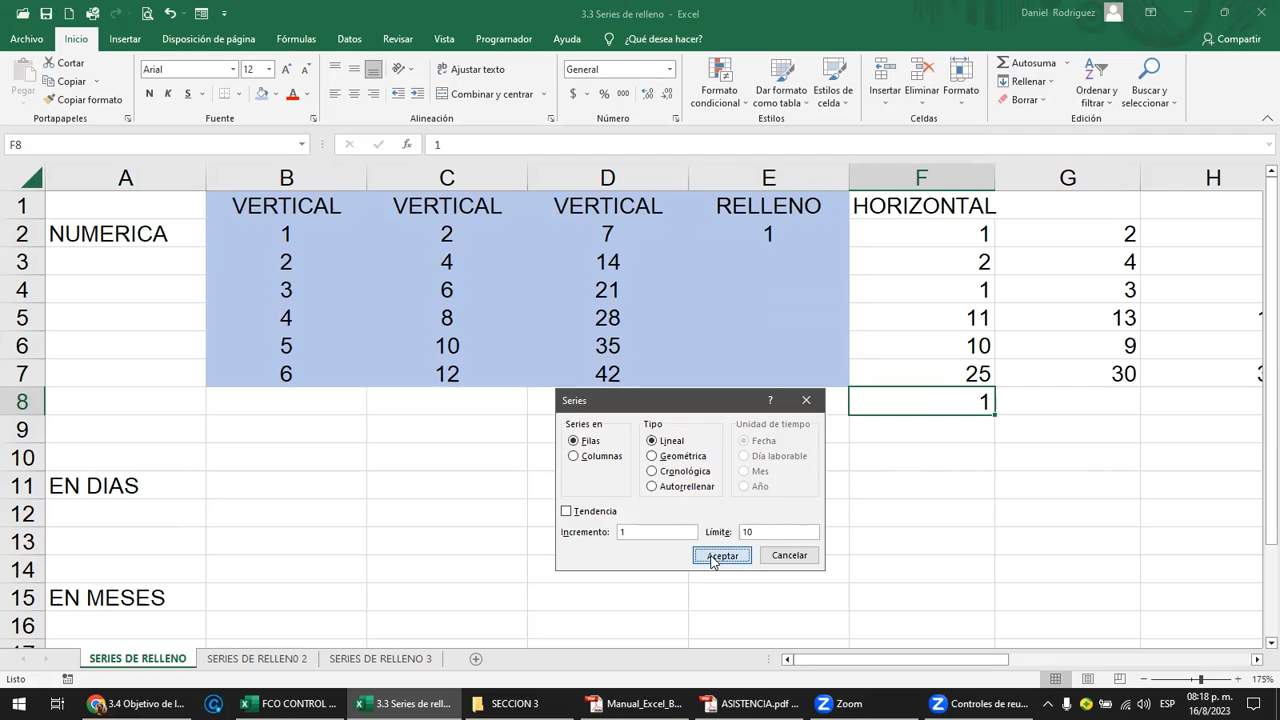 3.3 Series de relleno - Excel
Daniel Rodriguez
Archivo Inicio Insertar Disposición de página Fórmulas Datos Revisar Vista Programador Ayuda ¿Qué desea hacer? Compartir
Pegar
Cortar
Copiar
Copiar formato
Portapapeles
Arial 12
N K S
Fuente
Ajustar texto
Combinar y centrar
Alineación
General
$ % 000
Número
Formato condicional
Dar formato como tabla
Estilos de celda
Estilos
Insertar Eliminar Formato
Celdas
Autosuma
Rellenar
Borrar
Ordenar y filtrar
Buscar y seleccionar
Edición
F8 fx 1
A B C D E F G H
1 VERTICAL VERTICAL VERTICAL RELLENO HORIZONTAL
2 NUMERICA 1 2 7 1 1 2
3 2 4 14 2 4
4 3 6 21 1 3
5 4 8 28 11 13
6 5 10 35 10 9
7 6 12 42 25 30
8 1
9
10
11 EN DIAS
12
13
14
15 EN MESES
16
Series ?
Series en
Filas
Columnas
Tipo
Lineal
Geométrica
Cronológica
Autorrellenar
Unidad de tiempo
Fecha
Día laborable
Mes
Año
Tendencia
Incremento: 1 Límite: 10
Aceptar Cancelar
SERIES DE RELLENO SERIES DE RELLEN0 2 SERIES DE RELLENO 3
Listo 175%
3.4 Objetivo de l... FCO CONTROL ... 3.3 Series de rell... SECCION 3 Manual_Excel_B... ASISTENCIA.pdf ... Zoom Controles de reu... ESP 08:18 p. m.
16/8/2023